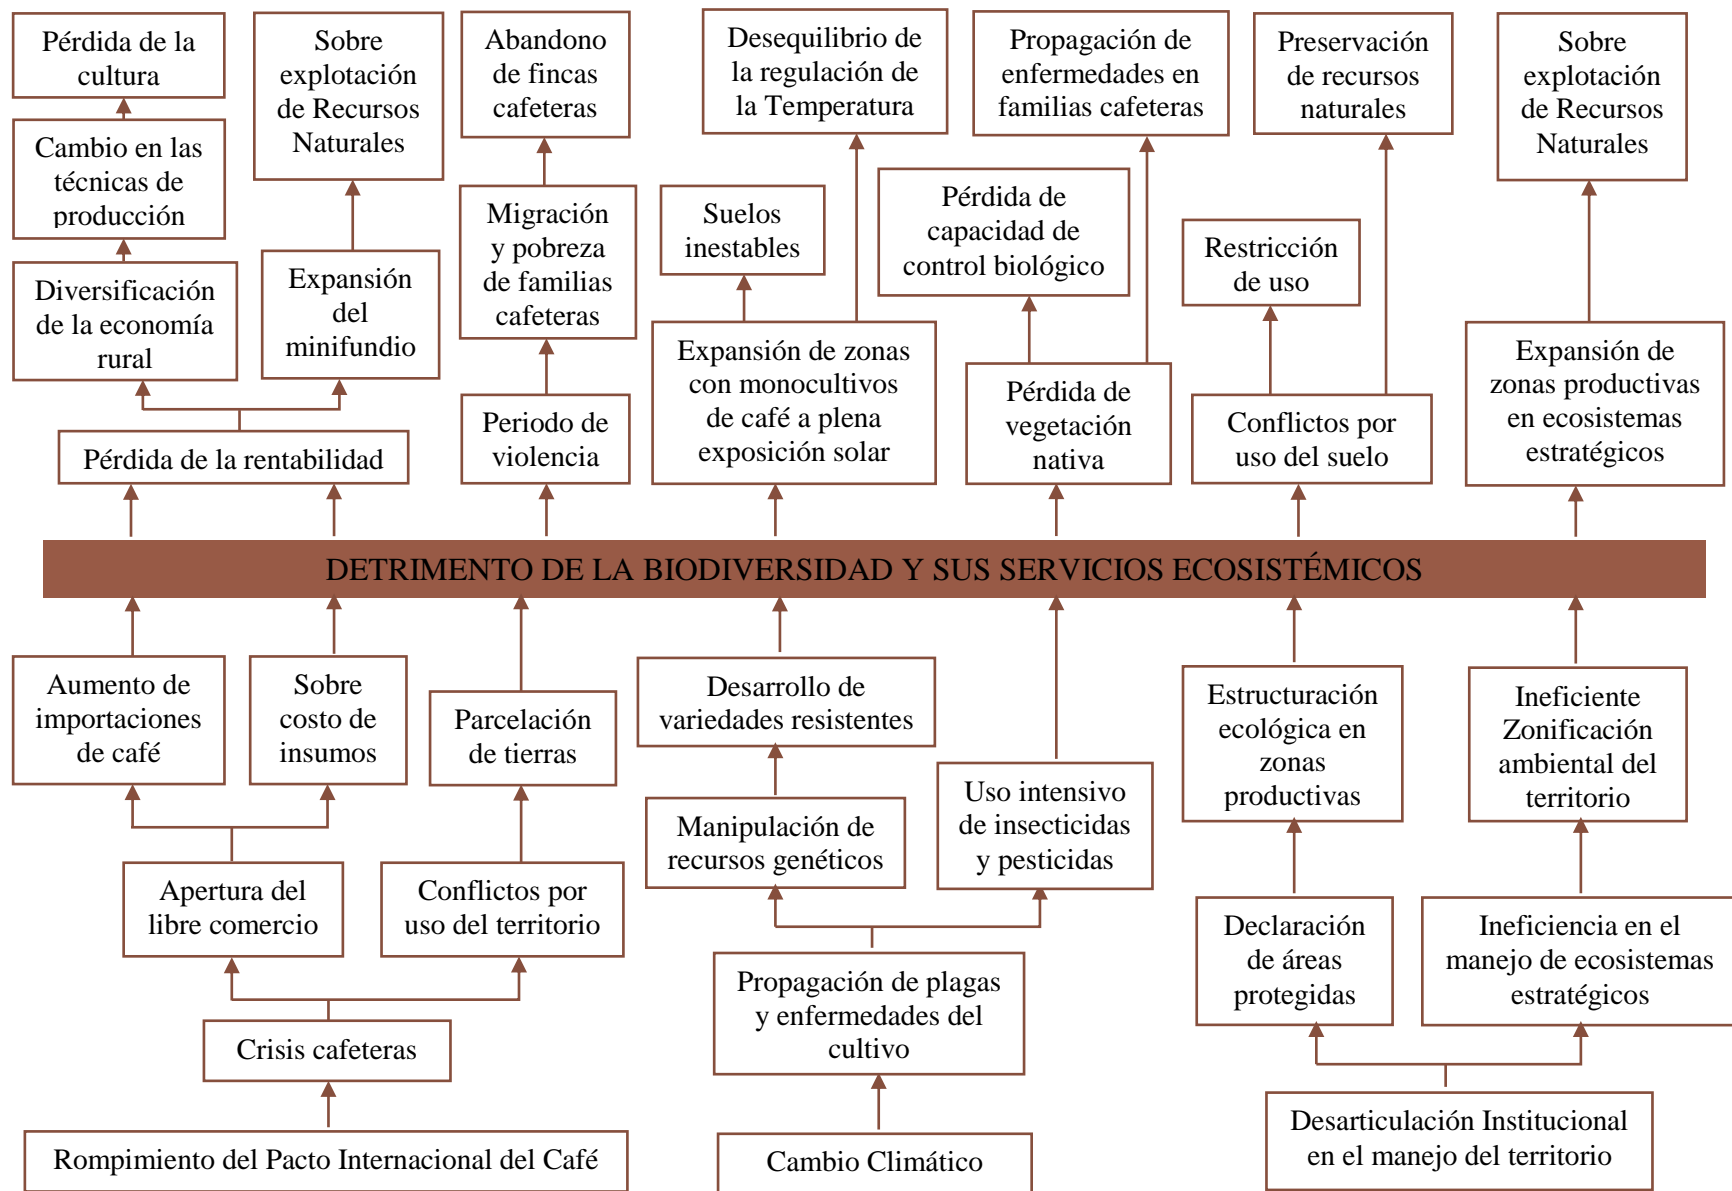 Pérdida de la
cultura
Sobre
explotación
de Recursos
Naturales
Abandono
de fincas
cafeteras
Desequilibrio de
la regulación de
la Temperatura
Propagación de
enfermedades en
familias cafeteras
Preservación
de recursos
naturales
Sobre
explotación
de Recursos
Naturales
Cambio en las
técnicas de
producción
Migración
y pobreza
de familias
cafeteras
Suelos
inestables
Pérdida de
capacidad de
control biológico
Restricción
de uso
Diversificación
de la economía
rural
Expansión
del
minifundio
Expansión de zonas
con monocultivos
de café a plena
exposición solar
Pérdida de
vegetación
nativa
Expansión de
zonas productivas
en ecosistemas
estratégicos
Pérdida de la rentabilidad
Periodo de
violencia
Conflictos por
uso del suelo
DETRIMENTO DE LA BIODIVERSIDAD Y SUS SERVICIOS ECOSISTÉMICOS
Aumento de
importaciones
de café
Sobre
costo de
insumos
Parcelación
de tierras
Desarrollo de
variedades resistentes
Estructuración
ecológica en
zonas
productivas
Ineficiente
Zonificación
ambiental del
territorio
Manipulación de
recursos genéticos
Uso intensivo
de insecticidas
y pesticidas
Apertura del
libre comercio
Conflictos por
uso del territorio
Declaración
de áreas
protegidas
Ineficiencia en el
manejo de ecosistemas
estratégicos
Propagación de plagas
y enfermedades del
cultivo
Crisis cafeteras
Rompimiento del Pacto Internacional del Café
Cambio Climático
Desarticulación Institucional
en el manejo del territorio